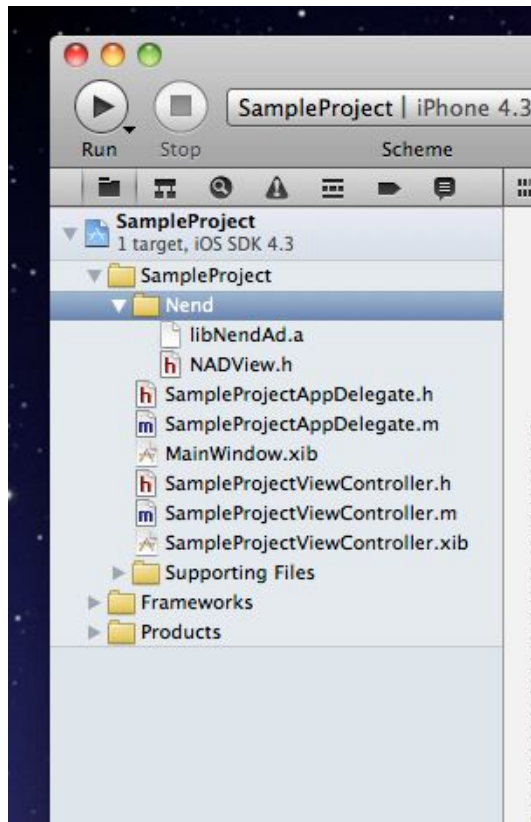 SampleProject | iPhone 4.3
Run Stop Scheme
SampleProject
1 target, iOS SDK 4.3
SampleProject
Nend
libNendAd.a
h NADView.h
h SampleProjectAppDelegate.h
m SampleProjectAppDelegate.m
MainWindow.xib
h SampleProjectViewController.h
m SampleProjectViewController.m
SampleProjectViewController.xib
Supporting Files
Frameworks
Products